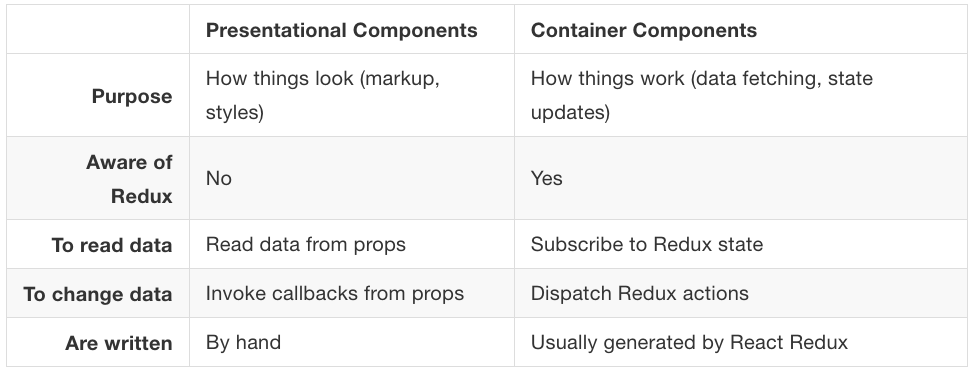 Presentational Components Container Components
Purpose How things look (markup, styles) How things work (data fetching, state updates)
Aware of Redux No Yes
To read data Read data from props Subscribe to Redux state
To change data Invoke callbacks from props Dispatch Redux actions
Are written By hand Usually generated by React Redux